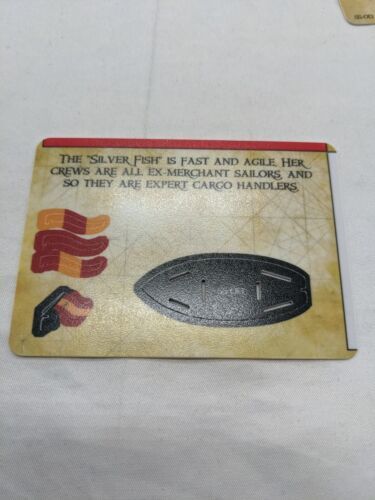 The "Silver Fish" is fast and agile. Her
crews are all ex-merchant sailors, and
so they are expert cargo handlers.